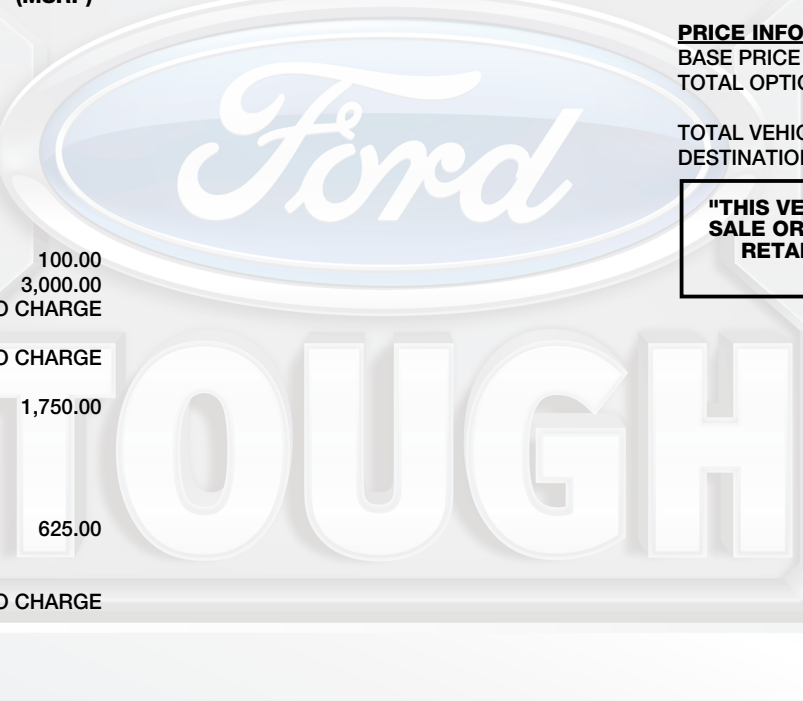 (MSRP)
100.00
3,000.00
O CHARGE
O CHARGE
1,750.00
625.00
O CHARGE
PRICE INFO
BASE PRICE
TOTAL OPTIO
TOTAL VEHIC
DESTINATION
"THIS VE
SALE OR
RETAI
Ford
TOUGH